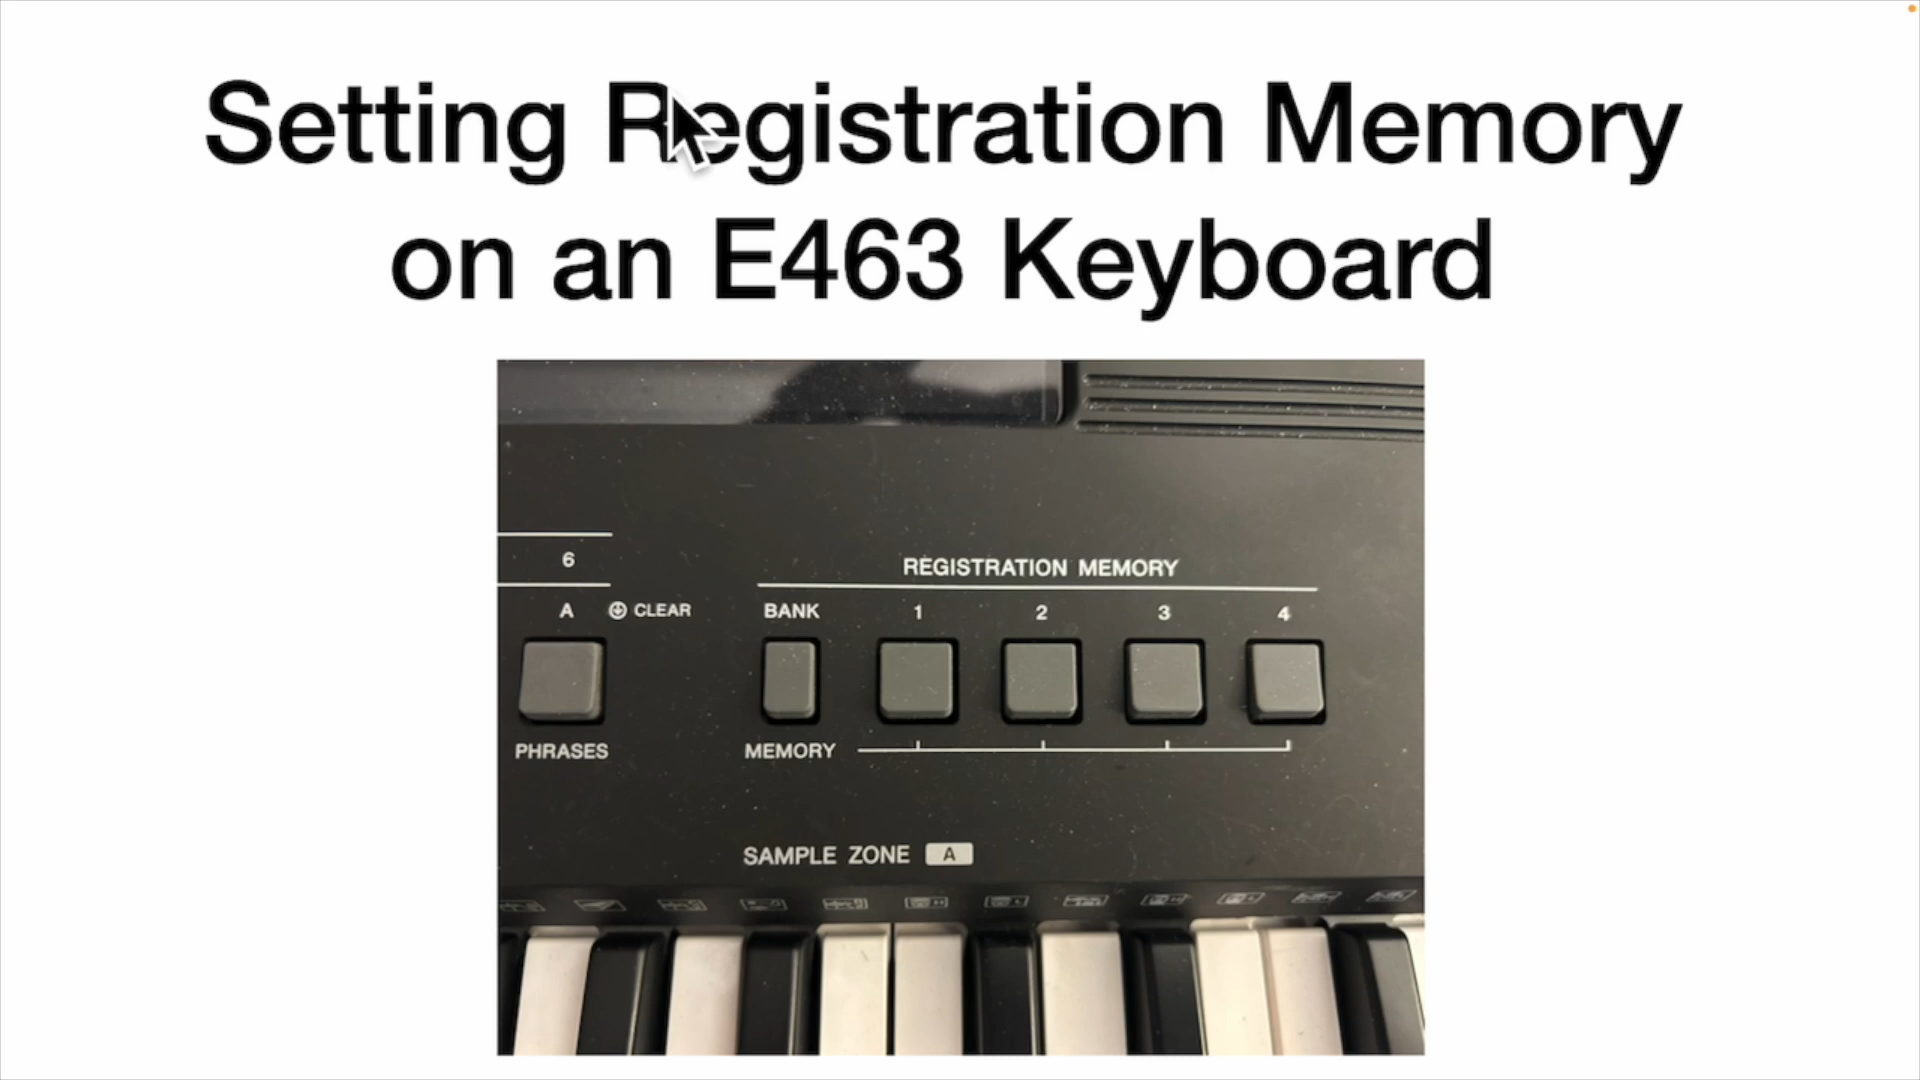 Setting Registration Memory
on an E463 Keyboard
6
REGISTRATION MEMORY
A CLEAR BANK 1 2 3 4
PHRASES MEMORY
SAMPLE ZONE A